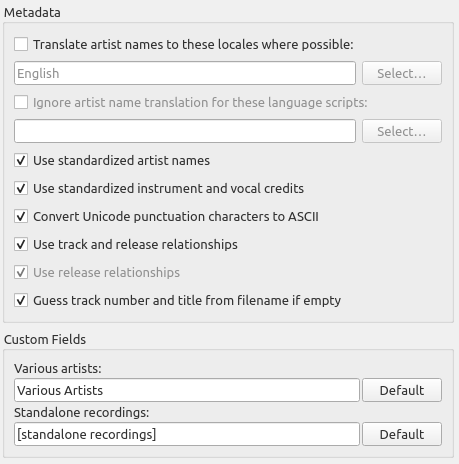 Metadata
Translate artist names to these locales where possible:
English
Select...
Ignore artist name translation for these language scripts:
Select...
Use standardized artist names
Use standardized instrument and vocal credits
Convert Unicode punctuation characters to ASCII
Use track and release relationships
Use release relationships
Guess track number and title from filename if empty
Custom Fields
Various artists:
Various Artists
Default
Standalone recordings:
[standalone recordings]
Default